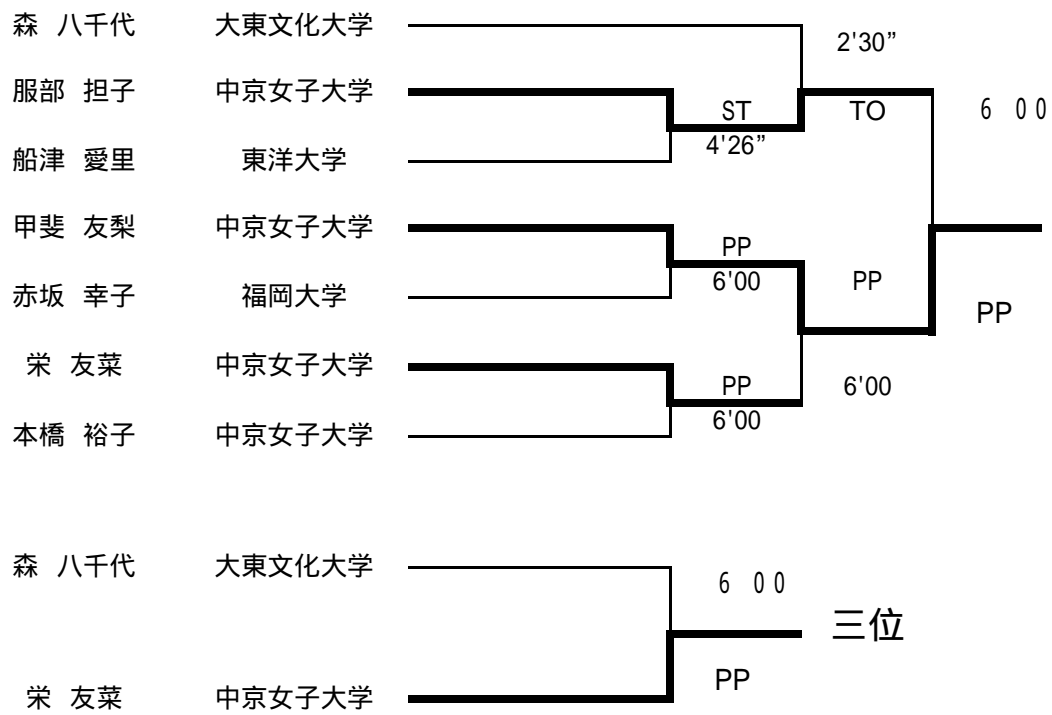 森 八千代 大東文化大学
2'30”
服部 担子 中京女子大学
ST TO 6 00
4'26”
船津 愛里 東洋大学
甲斐 友梨 中京女子大学
PP
6'00 PP
赤坂 幸子 福岡大学
PP
栄 友菜 中京女子大学
PP 6'00
6'00
本橋 裕子 中京女子大学
森 八千代 大東文化大学
6 00
三位
PP
栄 友菜 中京女子大学